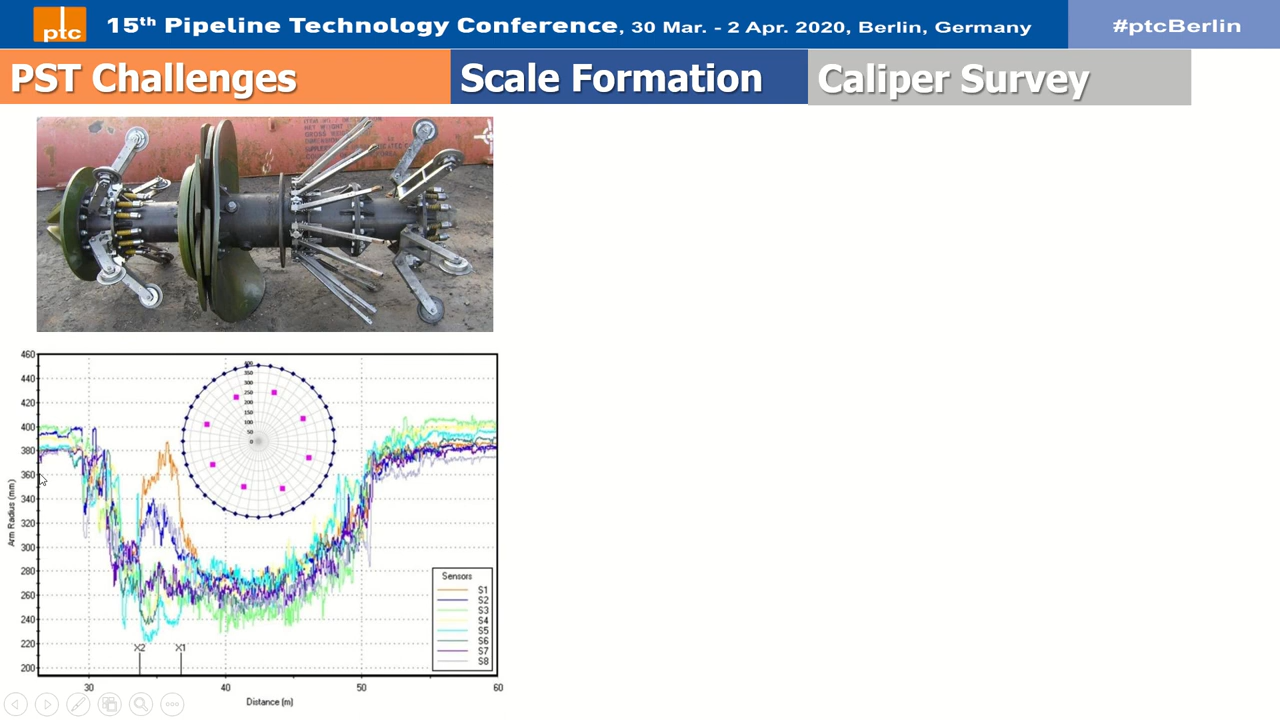 ptc
15th Pipeline Technology Conference, 30 Mar. - 2 Apr. 2020, Berlin, Germany
#ptcBerlin
PST Challenges
Scale Formation
Caliper Survey
460
440
420
400
380
360
340
320
300
280
260
240
220
200
Arm Radius (mm)
400
350
300
250
200
150
100
50
0
X2
X1
Sensors
S1
S2
S3
S4
S5
S6
S7
S8
30
40
50
60
Distance (m)